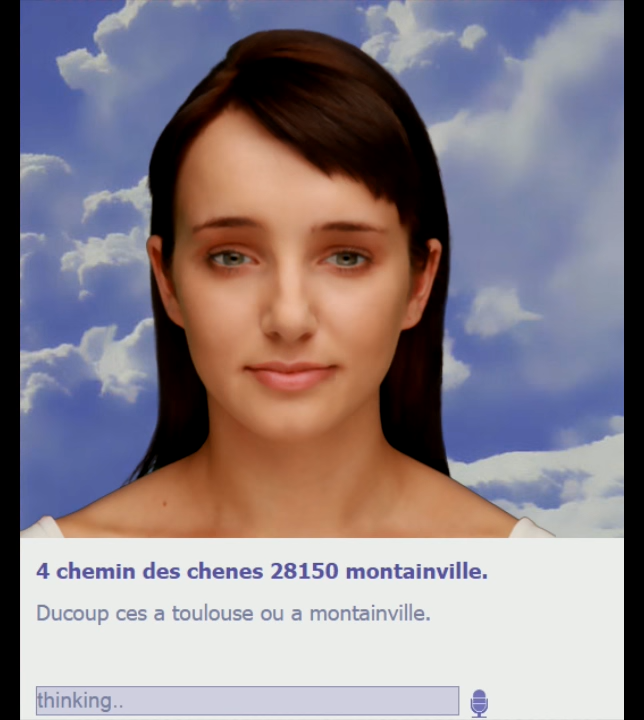 4 chemin des chenes 28150 montainville.
Ducoup ces a toulouse ou a montainville.
thinking..